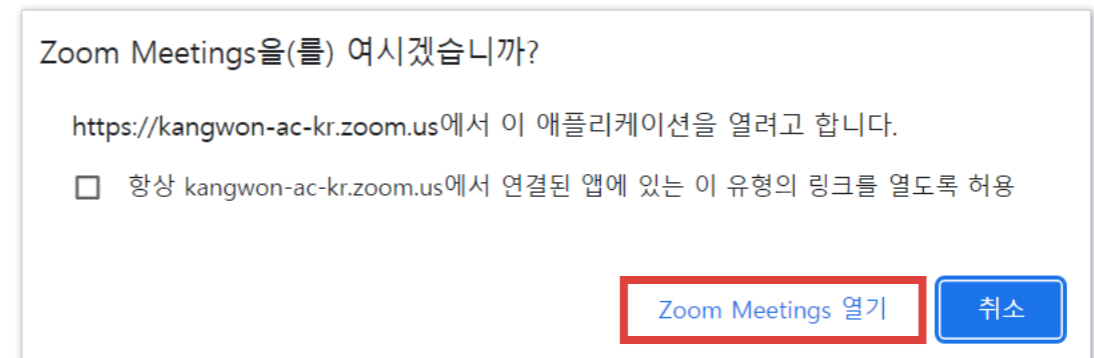 Zoom Meetings을(를) 여시겠습니까?
https://kangwon-ac-kr.zoom.us에서 이 애플리케이션을 열려고 합니다.
항상 kangwon-ac-kr.zoom.us에서 연결된 앱에 있는 이 유형의 링크를 열도록 허용
Zoom Meetings 열기 취소